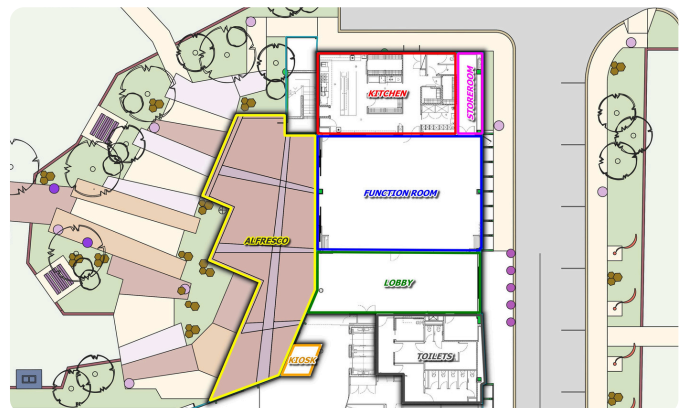 KITCHEN
STOREROOM
FUNCTION ROOM
ALFRESCO
LOBBY
KIOSK
TOILETS